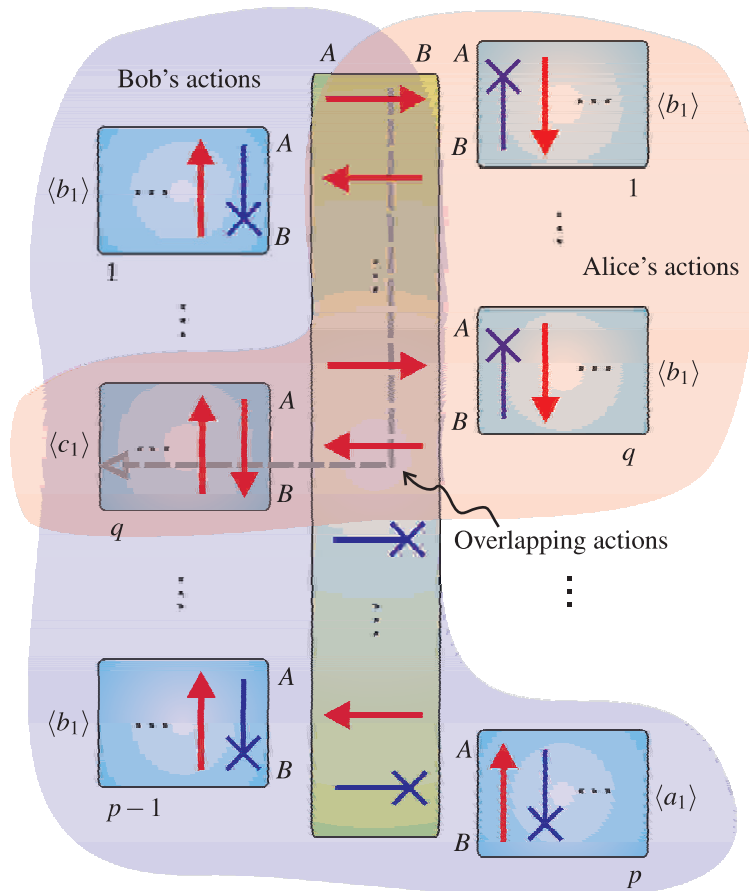 A B
Bob's actions
A
B
⟨b₁⟩
1
⟨b₁⟩
A
B
1
Alice's actions
A
B
⟨b₁⟩
q
⟨c₁⟩
A
B
q
Overlapping actions
⟨b₁⟩
A
B
p − 1
A
B
⟨a₁⟩
p